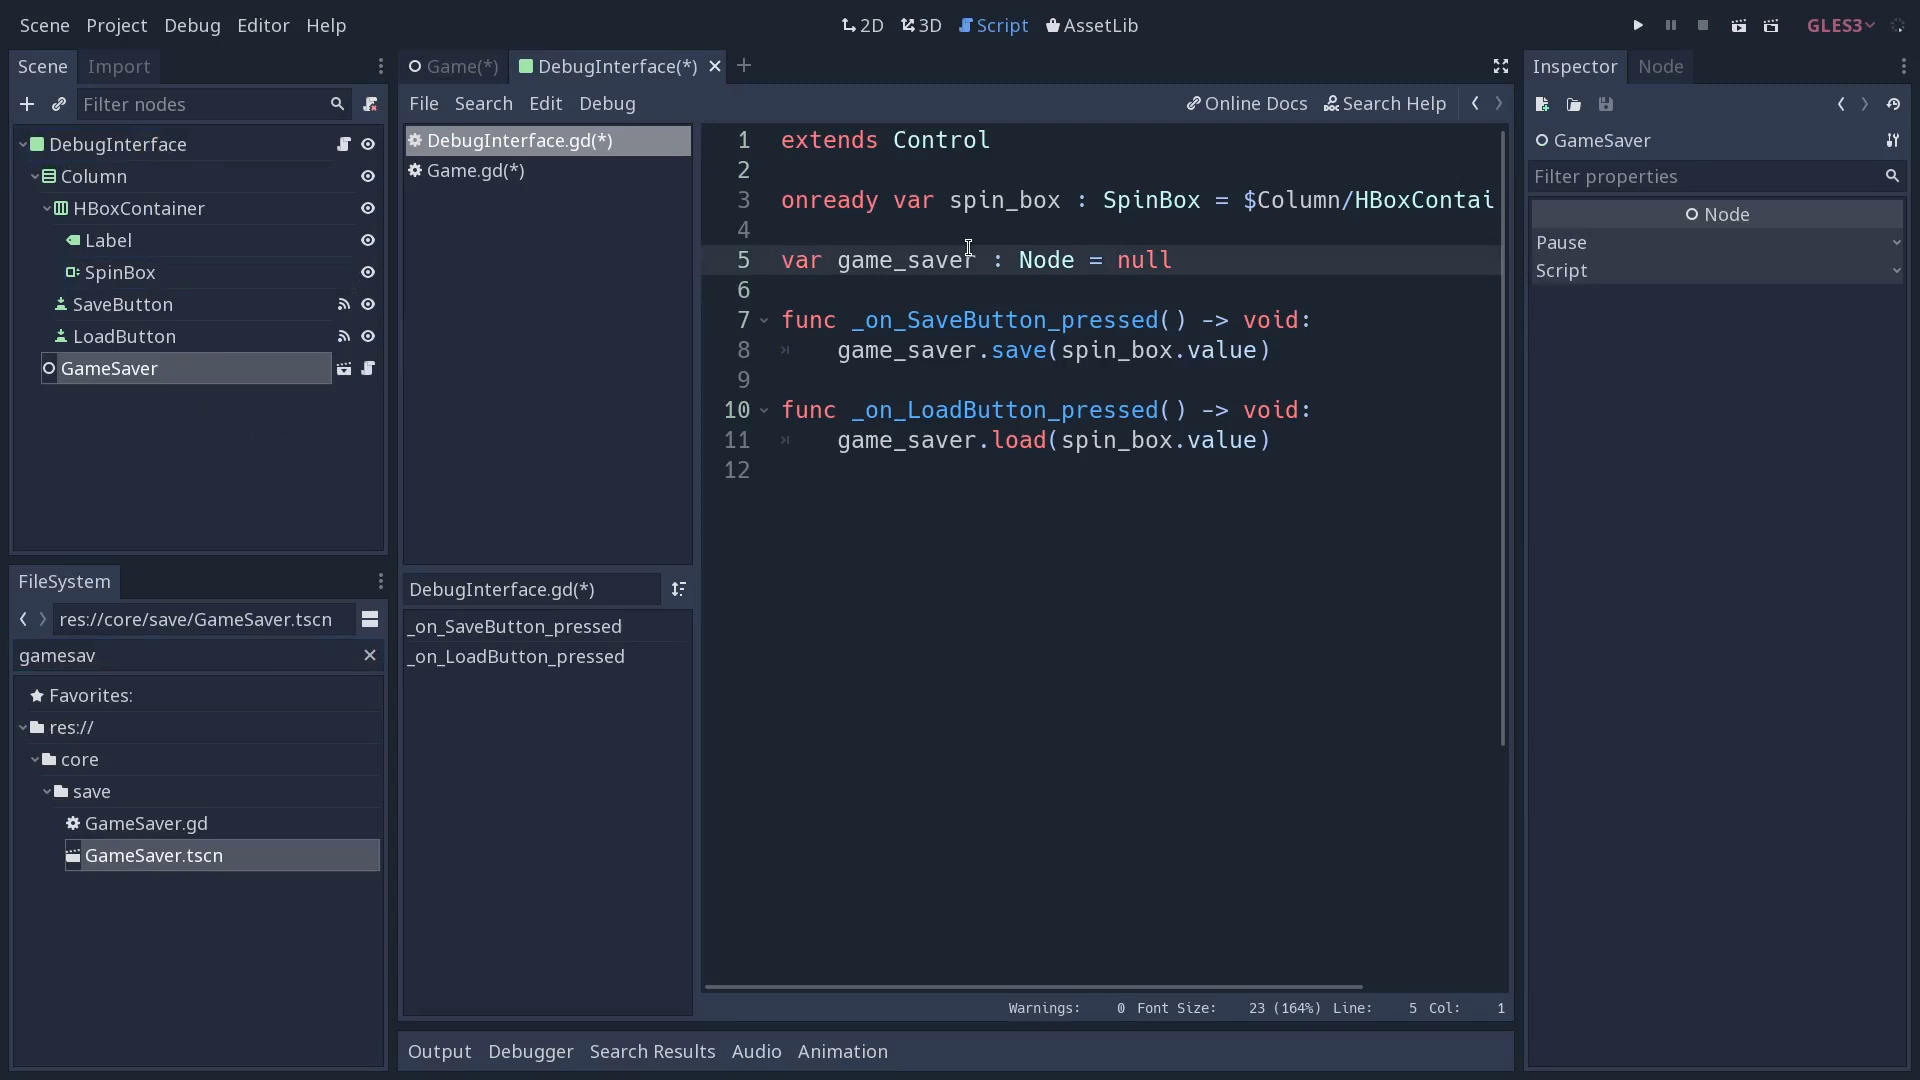 Scene Project Debug Editor Help
2D 3D Script AssetLib
GLES3
Scene Import
Filter nodes
DebugInterface
Column
HBoxContainer
Label
SpinBox
SaveButton
LoadButton
GameSaver
FileSystem
res://core/save/GameSaver.tscn
gamesav
Favorites:
res://
core
save
GameSaver.gd
GameSaver.tscn
Game(*) DebugInterface(*)
File Search Edit Debug
Online Docs Search Help
DebugInterface.gd(*)
Game.gd(*)
DebugInterface.gd(*)
_on_SaveButton_pressed
_on_LoadButton_pressed
1 extends Control
2
3 onready var spin_box : SpinBox = $Column/HBoxContai
4
5 var game_saver : Node = null
6
7 func _on_SaveButton_pressed() -> void:
8 game_saver.save(spin_box.value)
9
10 func _on_LoadButton_pressed() -> void:
11 game_saver.load(spin_box.value)
12
Warnings: 0 Font Size: 23 (164%) Line: 5 Col: 1
Output Debugger Search Results Audio Animation
Inspector Node
GameSaver
Filter properties
Node
Pause
Script